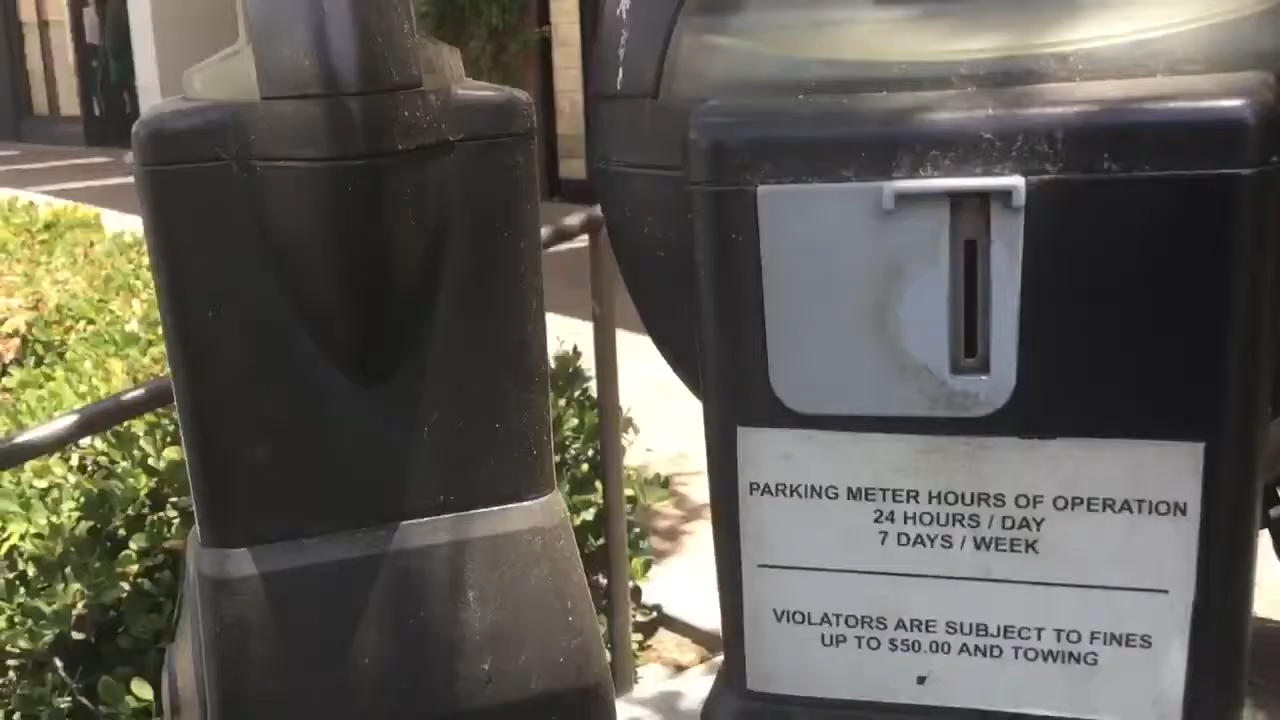 PARKING METER HOURS OF OPERATION
24 HOURS / DAY
7 DAYS / WEEK
VIOLATORS ARE SUBJECT TO FINES
UP TO $50.00 AND TOWING